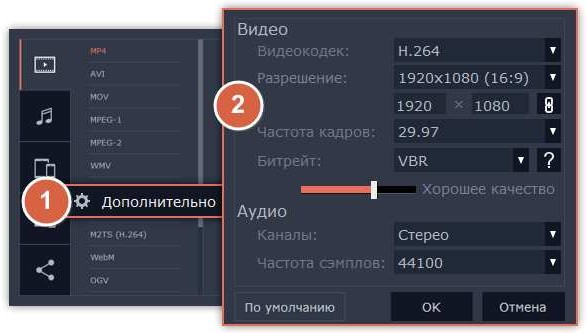 MP4
AVI
MOV
MPEG-1
MPEG-2
WMV
1
Дополнительно
M2TS (H.264)
WebM
OGV
Видео
2
Видеокодек: H.264
Разрешение: 1920x1080 (16:9)
1920 × 1080
Частота кадров: 29.97
Битрейт: VBR ?
Хорошее качество
Аудио
Каналы: Стерео
Частота сэмплов: 44100
По умолчанию OK Отмена